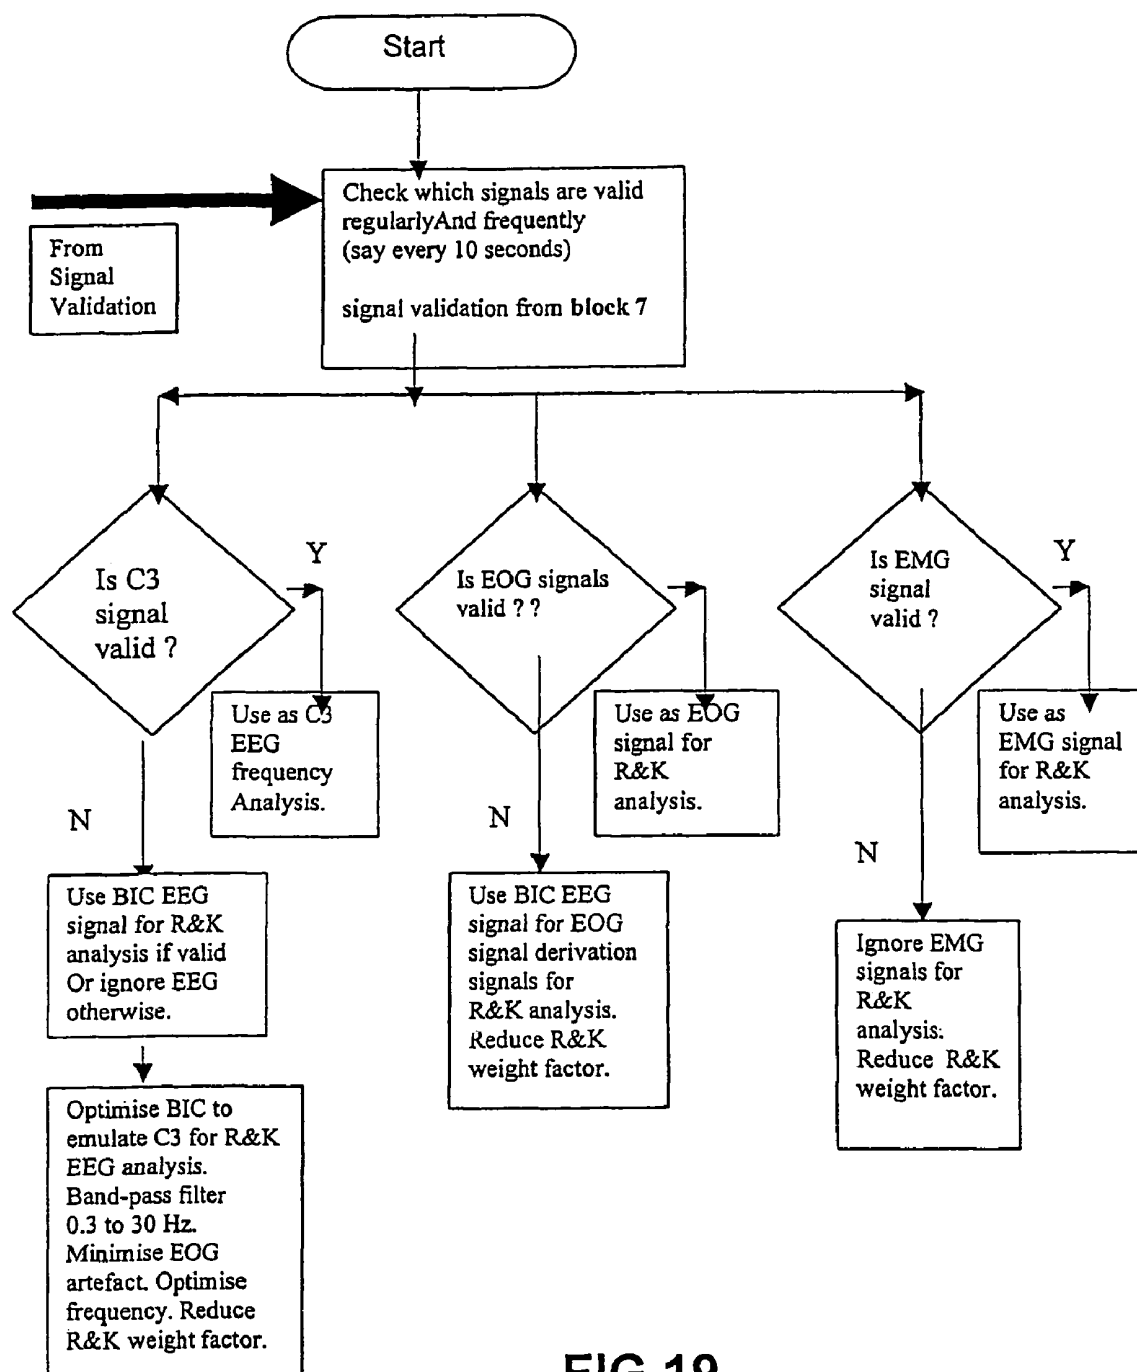 Start
Check which signals are valid
regularlyAnd frequently
(say every 10 seconds)
signal validation from block 7
From
Signal
Validation
Is C3
signal
valid ?
Y
Is EOG signals
valid ? ?
Is EMG
signal
valid ?
Y
Use as C3
EEG
frequency
Analysis.
Use as EOG
signal for
R&K
analysis.
Use as
EMG signal
for R&K
analysis.
N
N
N
Use BIC EEG
signal for R&K
analysis if valid
Or ignore EEG
otherwise.
Use BIC EEG
signal for EOG
signal derivation
signals for
R&K analysis.
Reduce R&K
weight factor.
Ignore EMG
signals for
R&K
analysis.
Reduce R&K
weight factor.
Optimise BIC to
emulate C3 for R&K
EEG analysis.
Band-pass filter
0.3 to 30 Hz.
Minimise EOG
artefact. Optimise
frequency. Reduce
R&K weight factor.
FIG 19